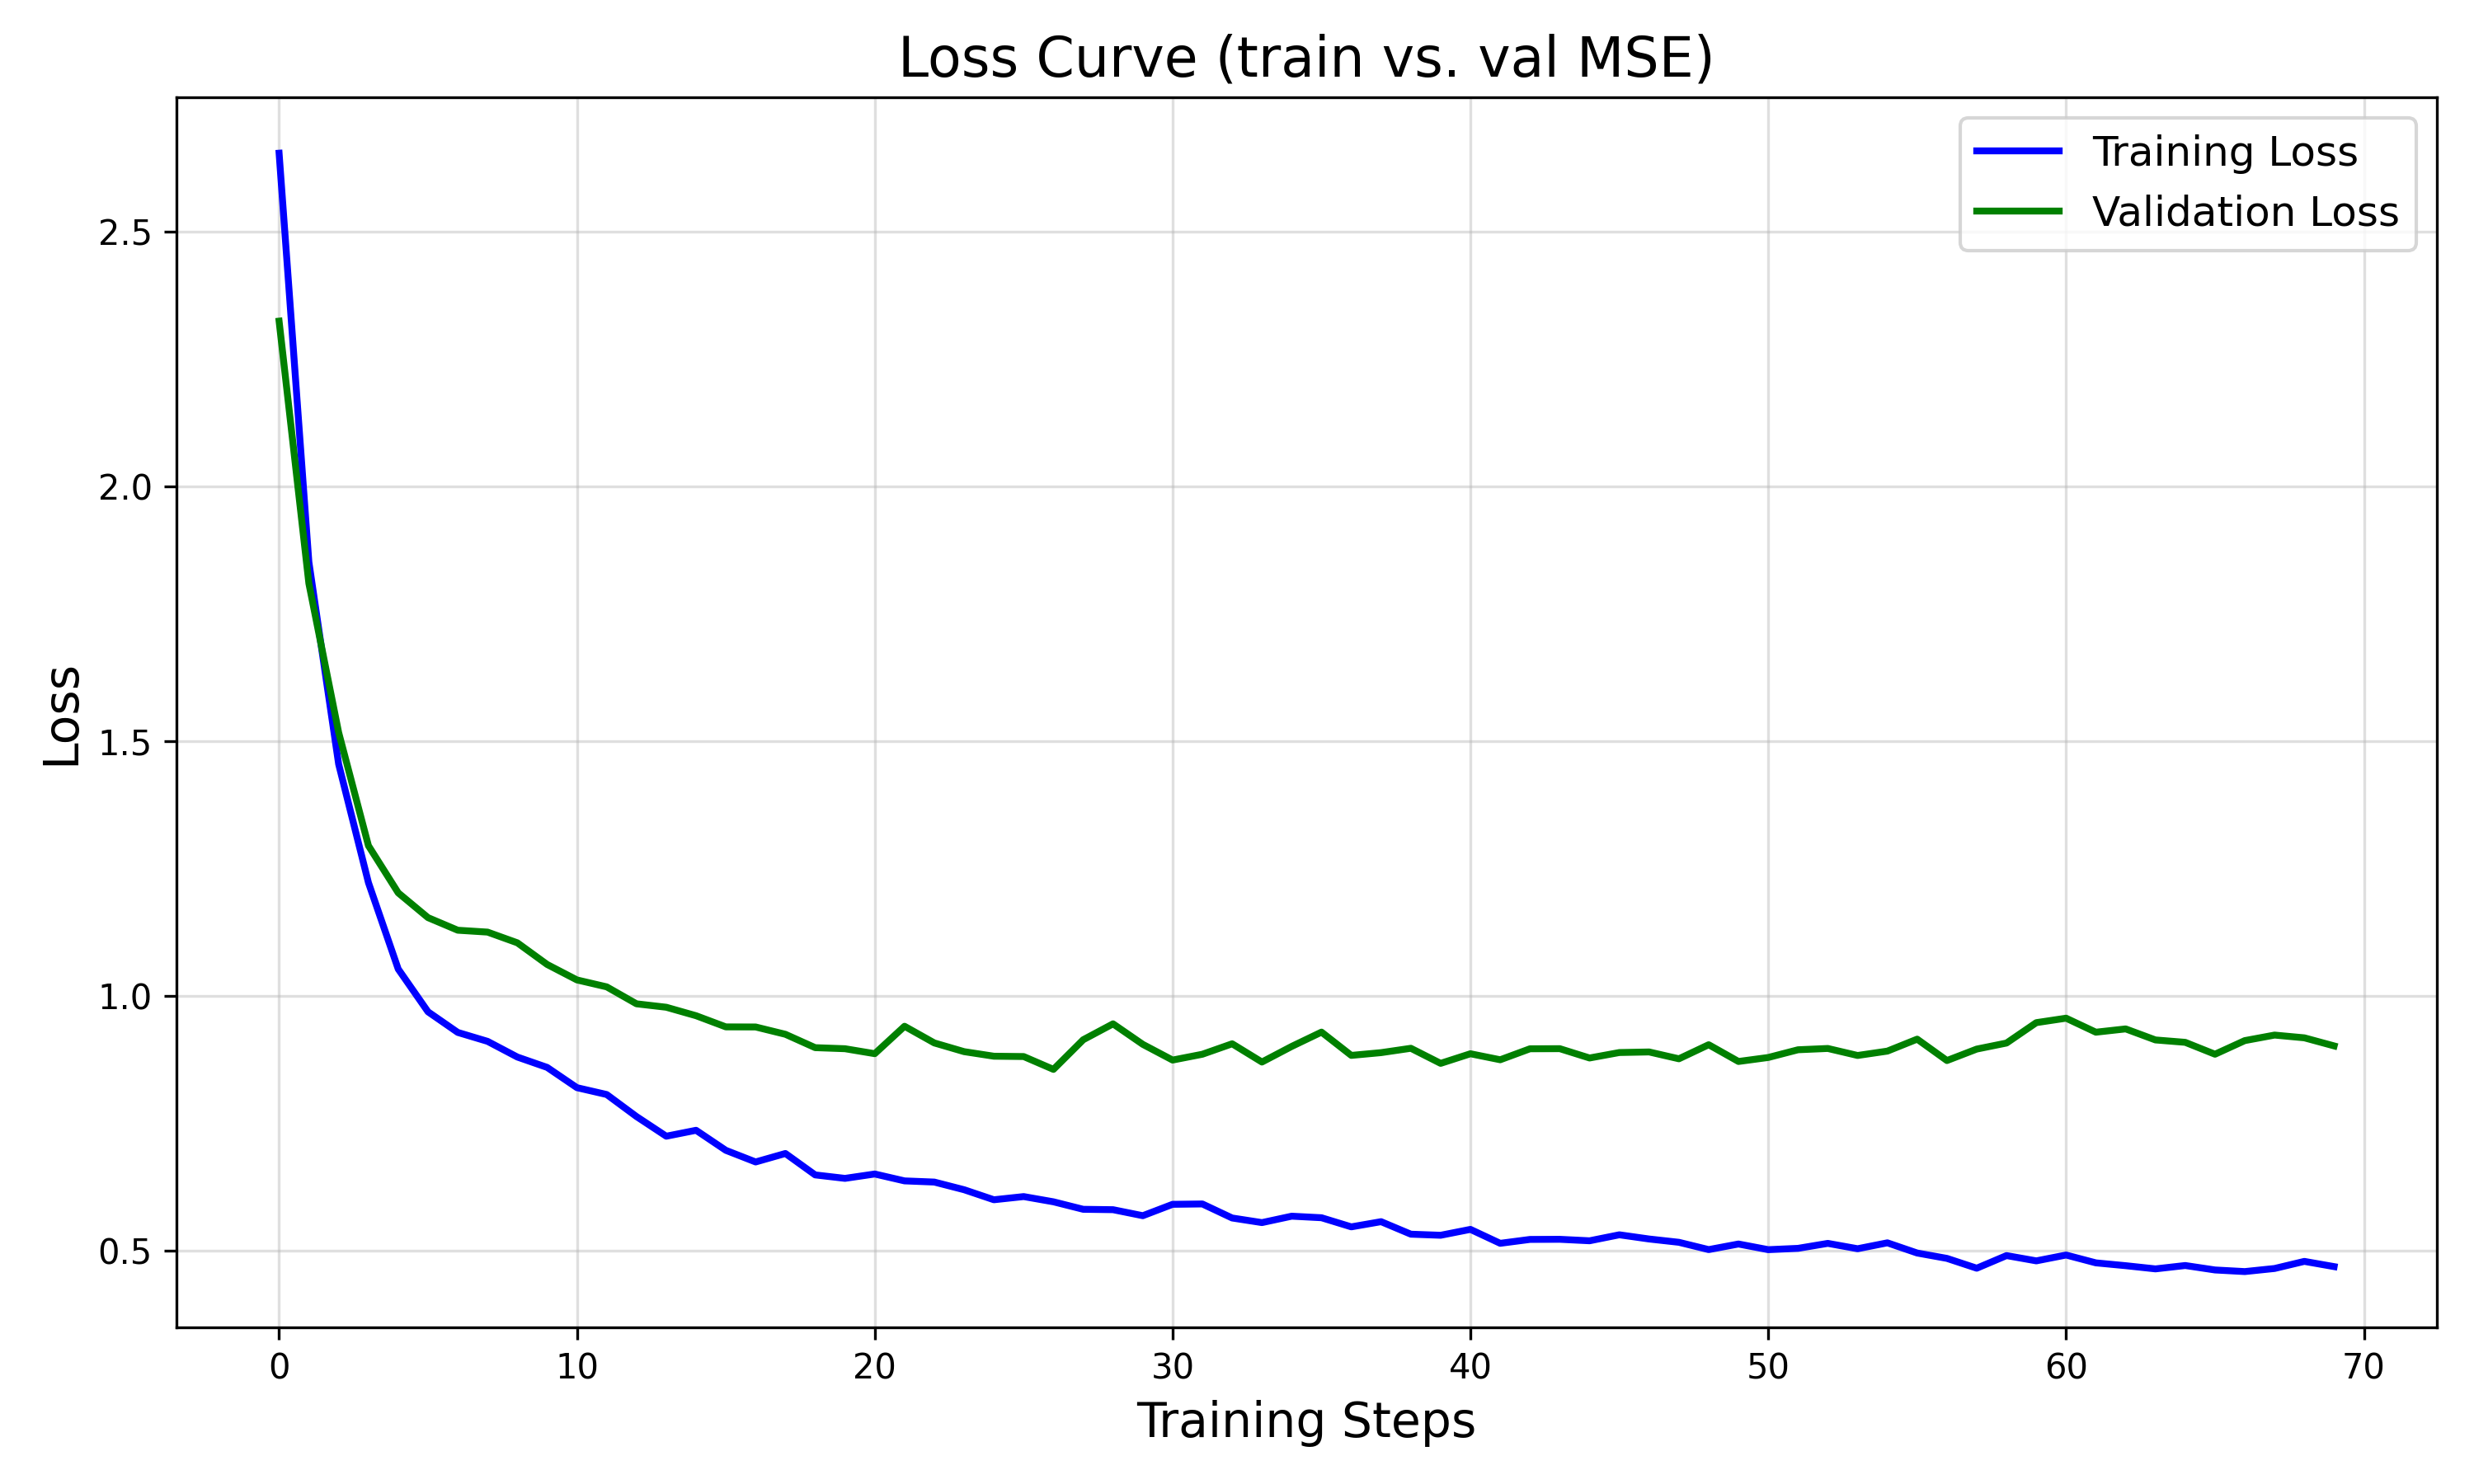 Loss Curve (train vs. val MSE)
Training Loss
Validation Loss
2.5
2.0
1.5
1.0
0.5
Loss
0 10 20 30 40 50 60 70
Training Steps